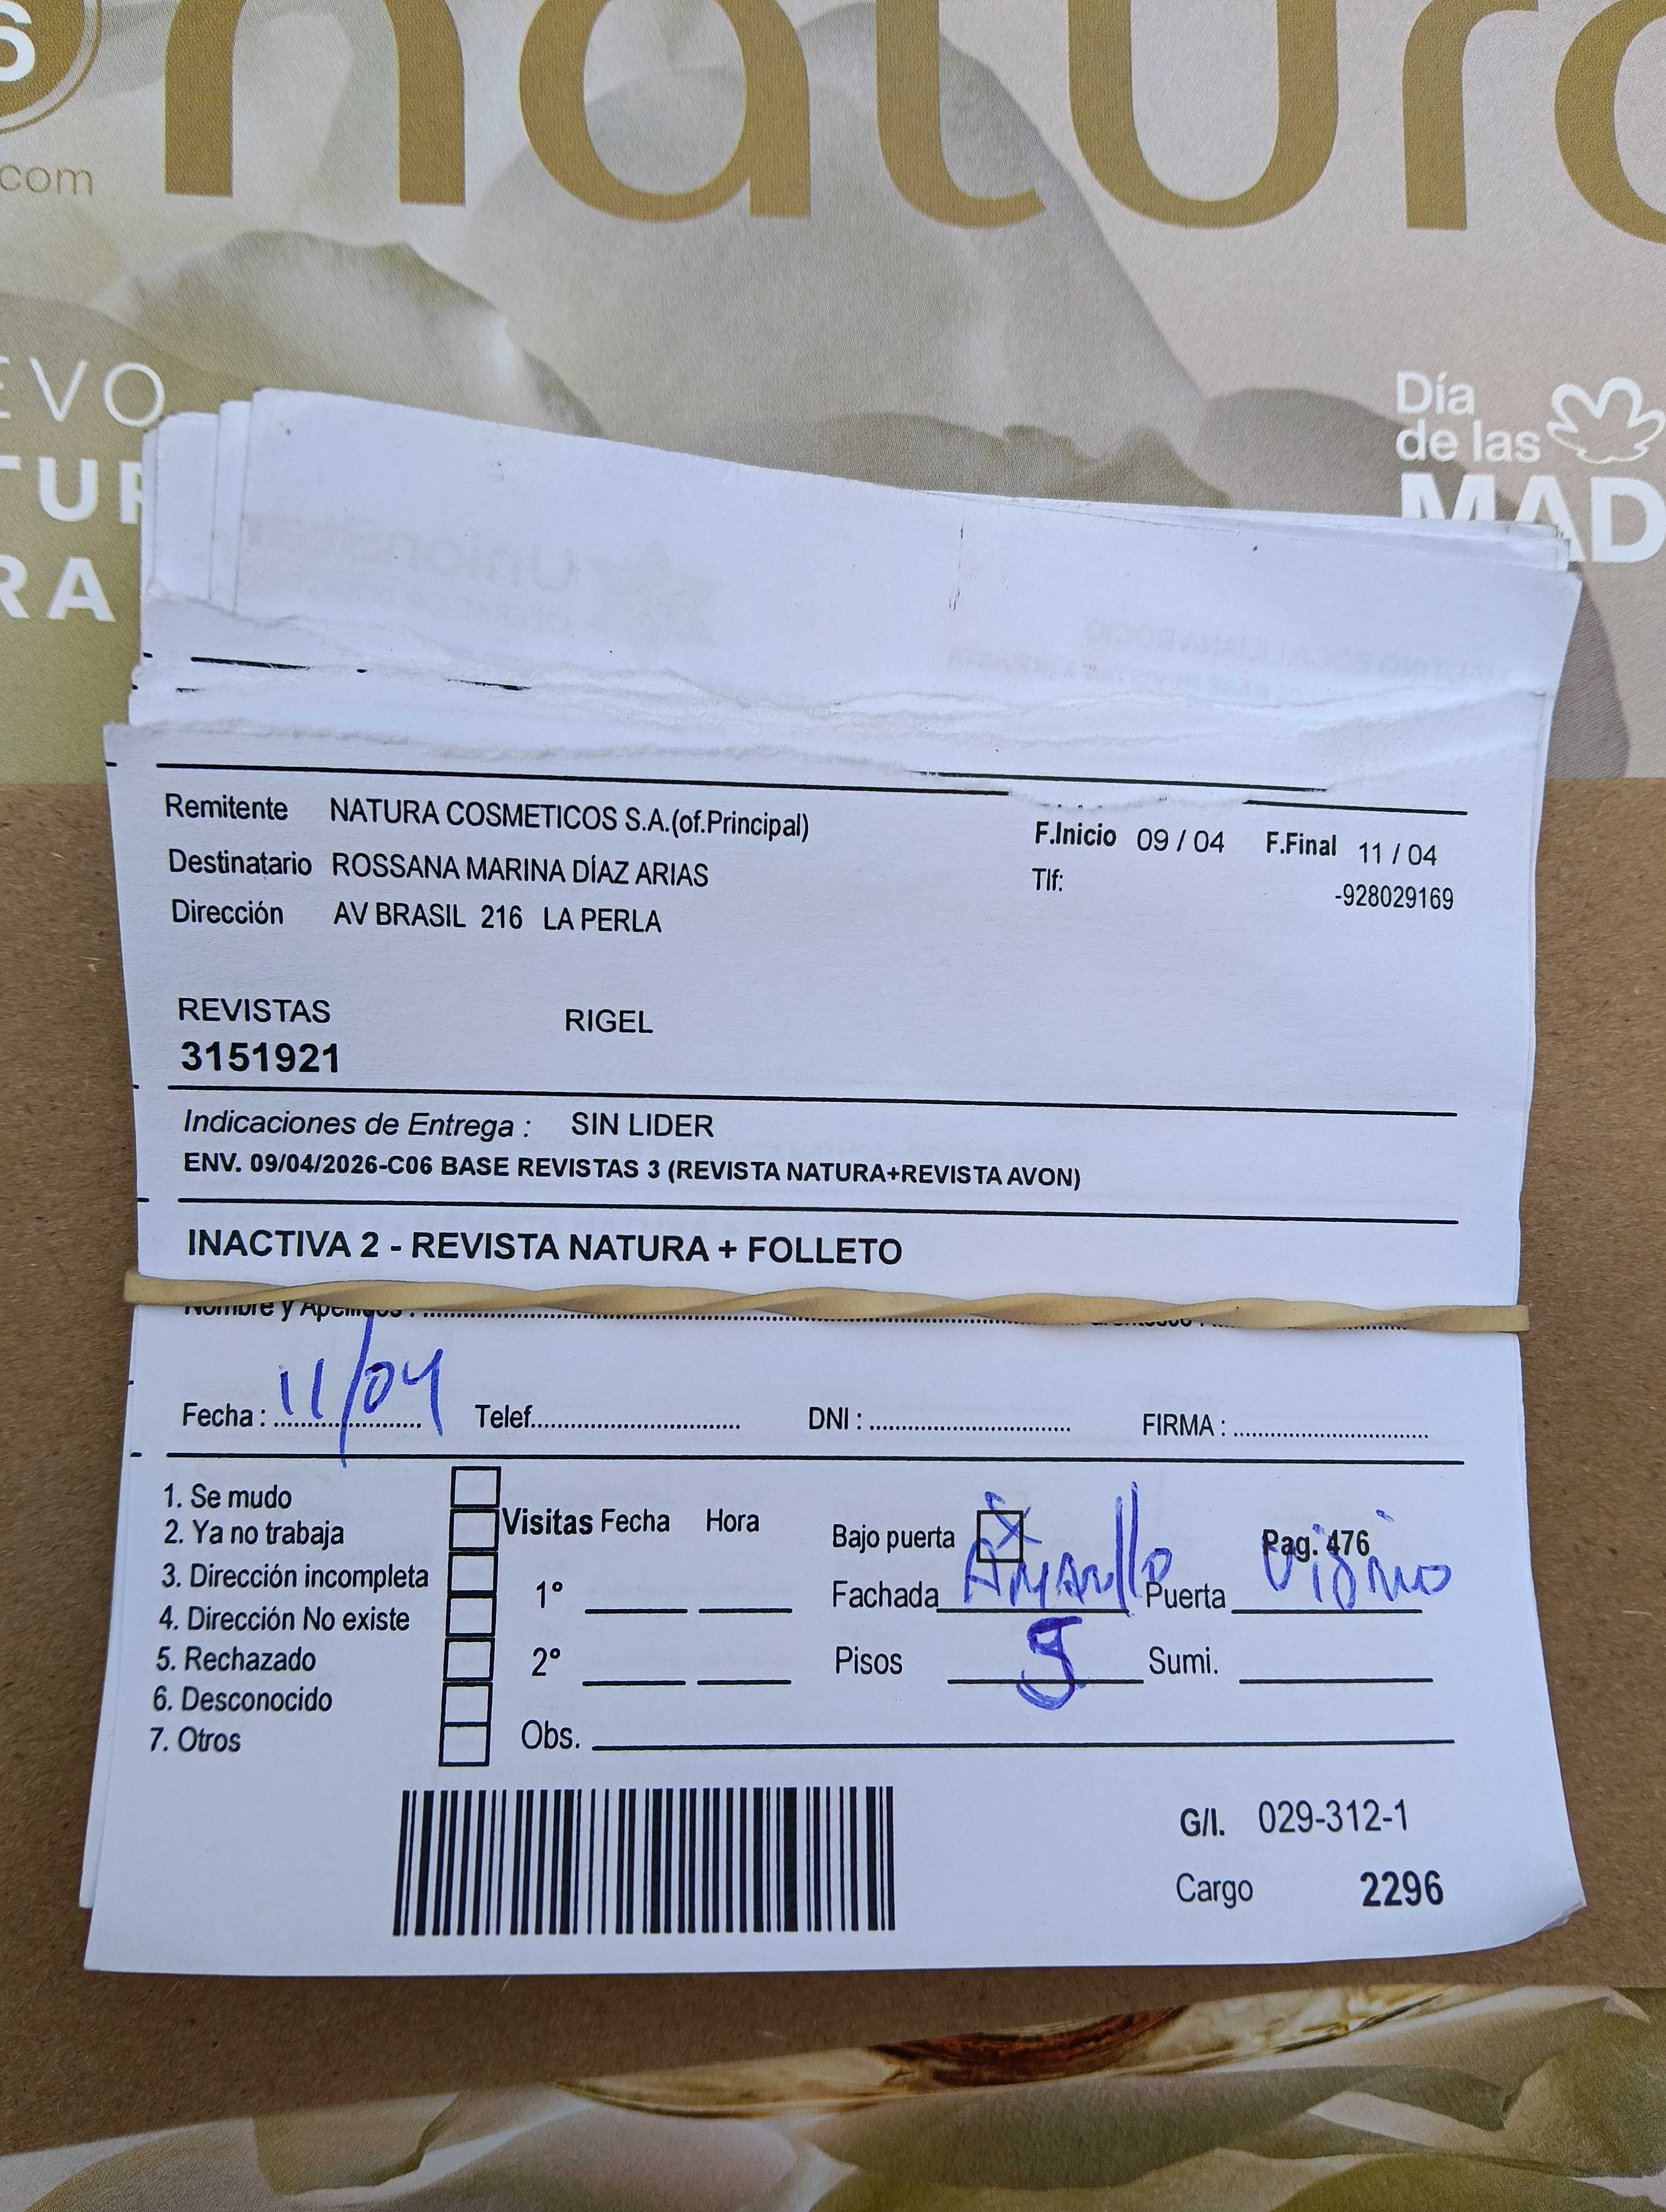 natura
.com
Día
de las
MAD
EVO
TUR
RA
Remitente NATURA COSMETICOS S.A.(of.Principal)
F.Inicio 09 / 04 F.Final 11 / 04
Destinatario ROSSANA MARINA DÍAZ ARIAS
Tlf: -928029169
Dirección AV BRASIL 216 LA PERLA
REVISTAS RIGEL
3151921
Indicaciones de Entrega : SIN LIDER
ENV. 09/04/2026-C06 BASE REVISTAS 3 (REVISTA NATURA+REVISTA AVON)
INACTIVA 2 - REVISTA NATURA + FOLLETO
Nombre y Apellidos :
Fecha : 11/04 Telef. DNI : FIRMA :
1. Se mudo
2. Ya no trabaja
3. Dirección incompleta
4. Dirección No existe
5. Rechazado
6. Desconocido
7. Otros
Visitas Fecha Hora
1°
2°
Obs.
Bajo puerta X Pag. 476
Fachada Amarillo Puerta Vidrio
Pisos Sumi.
G/I. 029-312-1
Cargo 2296